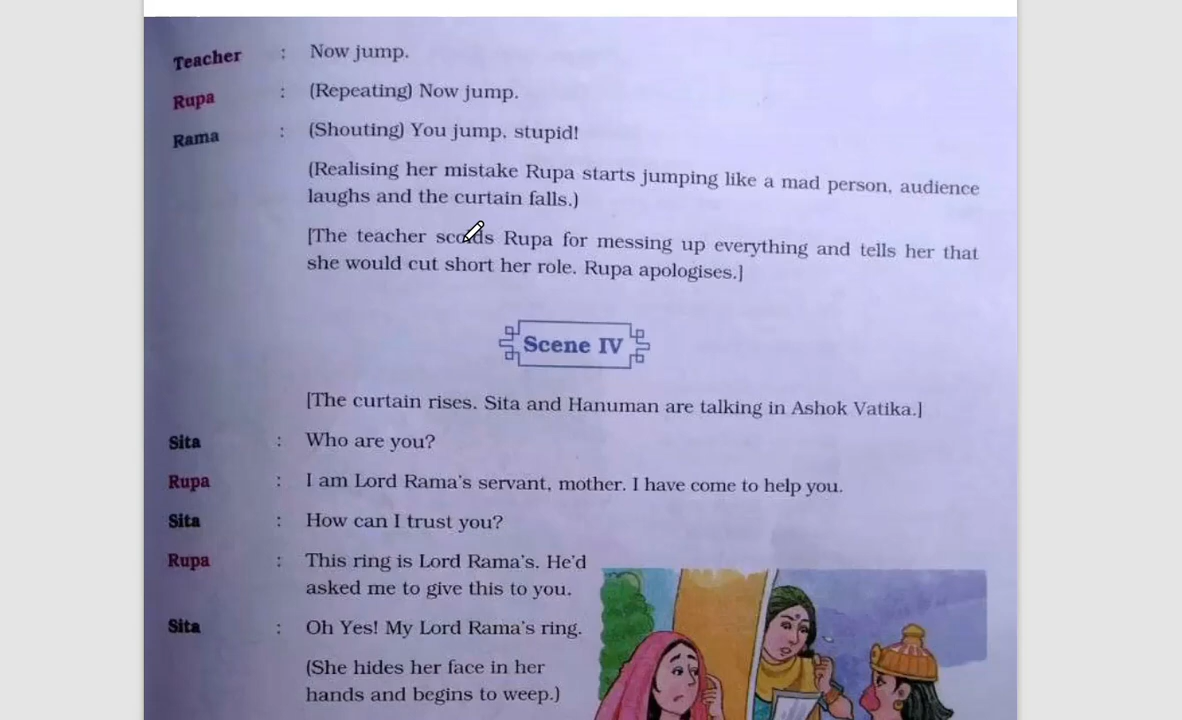 Teacher : Now jump.
Rupa : (Repeating) Now jump.
Rama : (Shouting) You jump, stupid!
(Realising her mistake Rupa starts jumping like a mad person, audience
laughs and the curtain falls.)
[The teacher scolds Rupa for messing up everything and tells her that
she would cut short her role. Rupa apologises.]
Scene IV
[The curtain rises. Sita and Hanuman are talking in Ashok Vatika.]
Sita : Who are you?
Rupa : I am Lord Rama's servant, mother. I have come to help you.
Sita : How can I trust you?
Rupa : This ring is Lord Rama's. He'd
asked me to give this to you.
Sita : Oh Yes! My Lord Rama's ring.
(She hides her face in her
hands and begins to weep.)